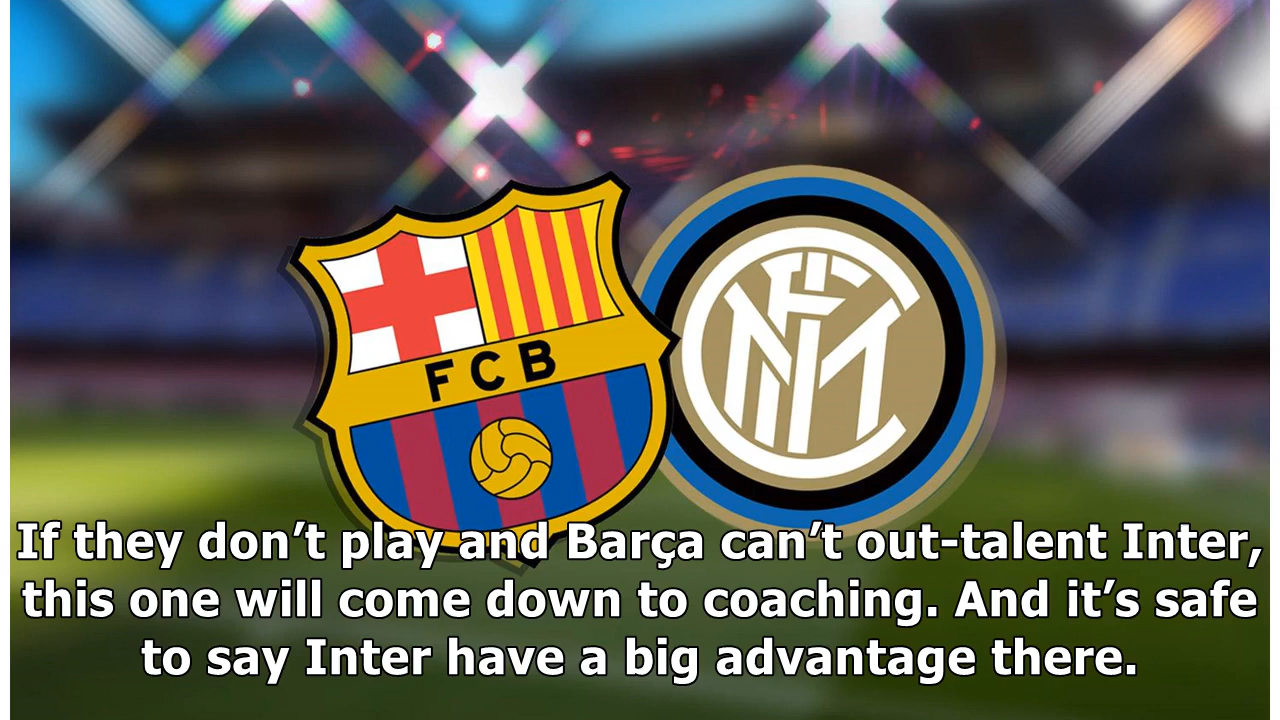 FCB
If they don’t play and Barça can’t out-talent Inter,
this one will come down to coaching. And it’s safe
to say Inter have a big advantage there.